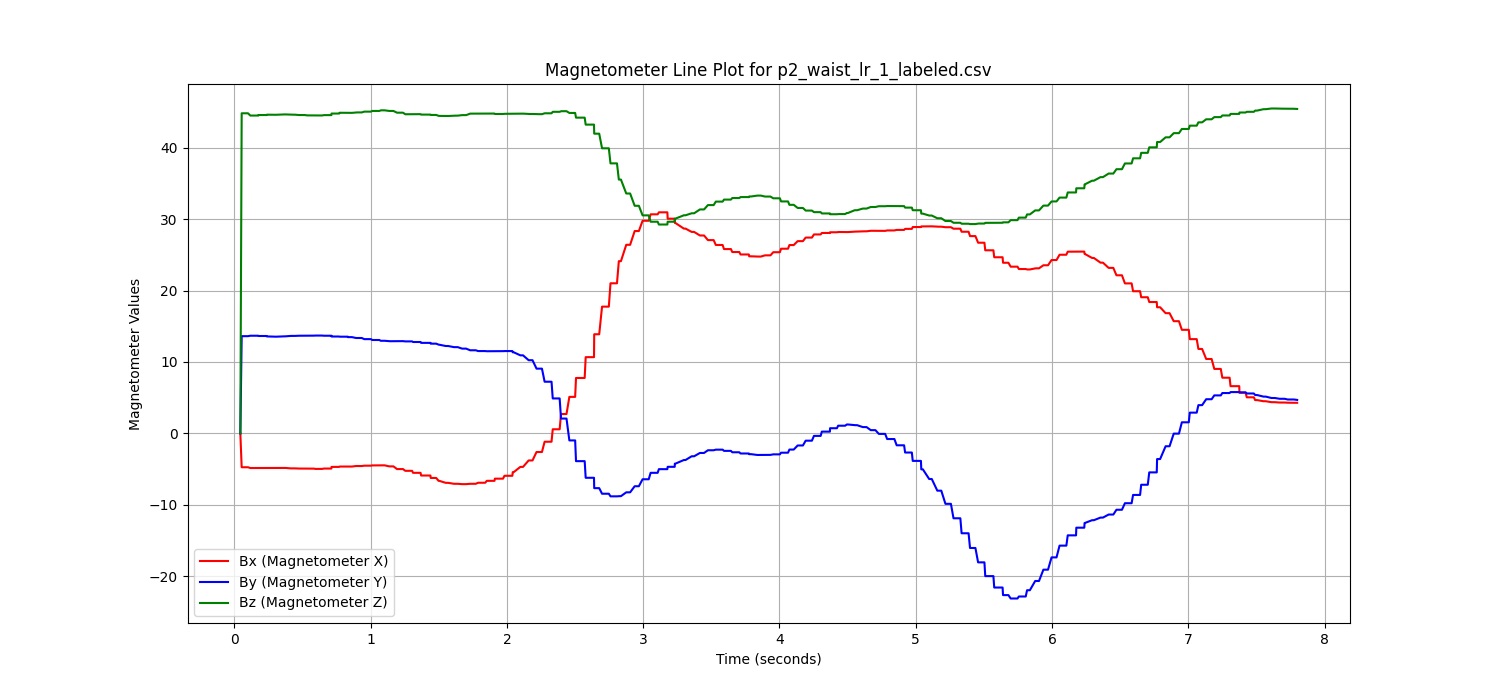 Magnetometer Line Plot for p2_waist_lr_1_labeled.csv
Magnetometer Values
40
30
20
10
0
−10
−20
Bx (Magnetometer X)
By (Magnetometer Y)
Bz (Magnetometer Z)
0 1 2 3 4 5 6 7 8
Time (seconds)